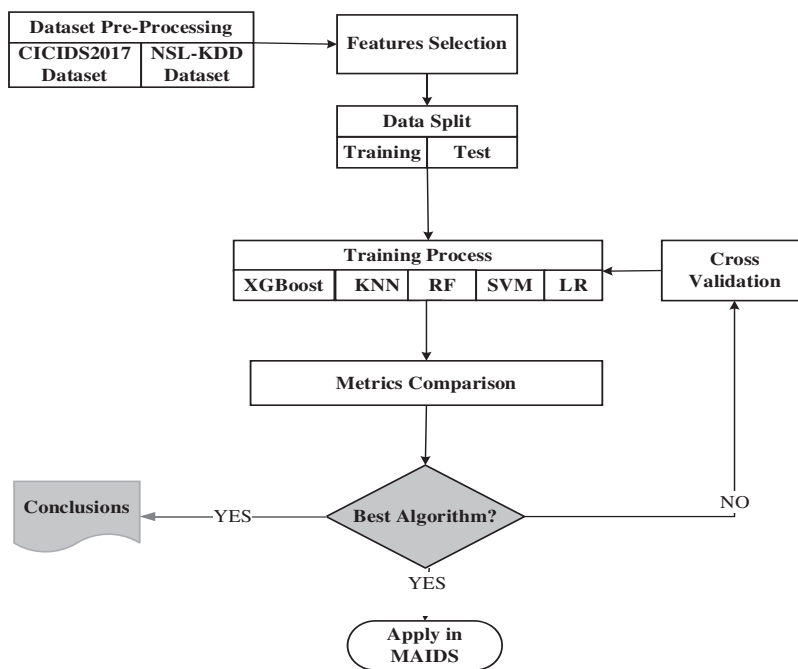 Dataset Pre-Processing
CICIDS2017
Dataset
NSL-KDD
Dataset
Features Selection
Data Split
Training
Test
Training Process
XGBoost
KNN
RF
SVM
LR
Cross
Validation
Metrics Comparison
Conclusions
YES
Best Algorithm?
NO
YES
Apply in
MAIDS